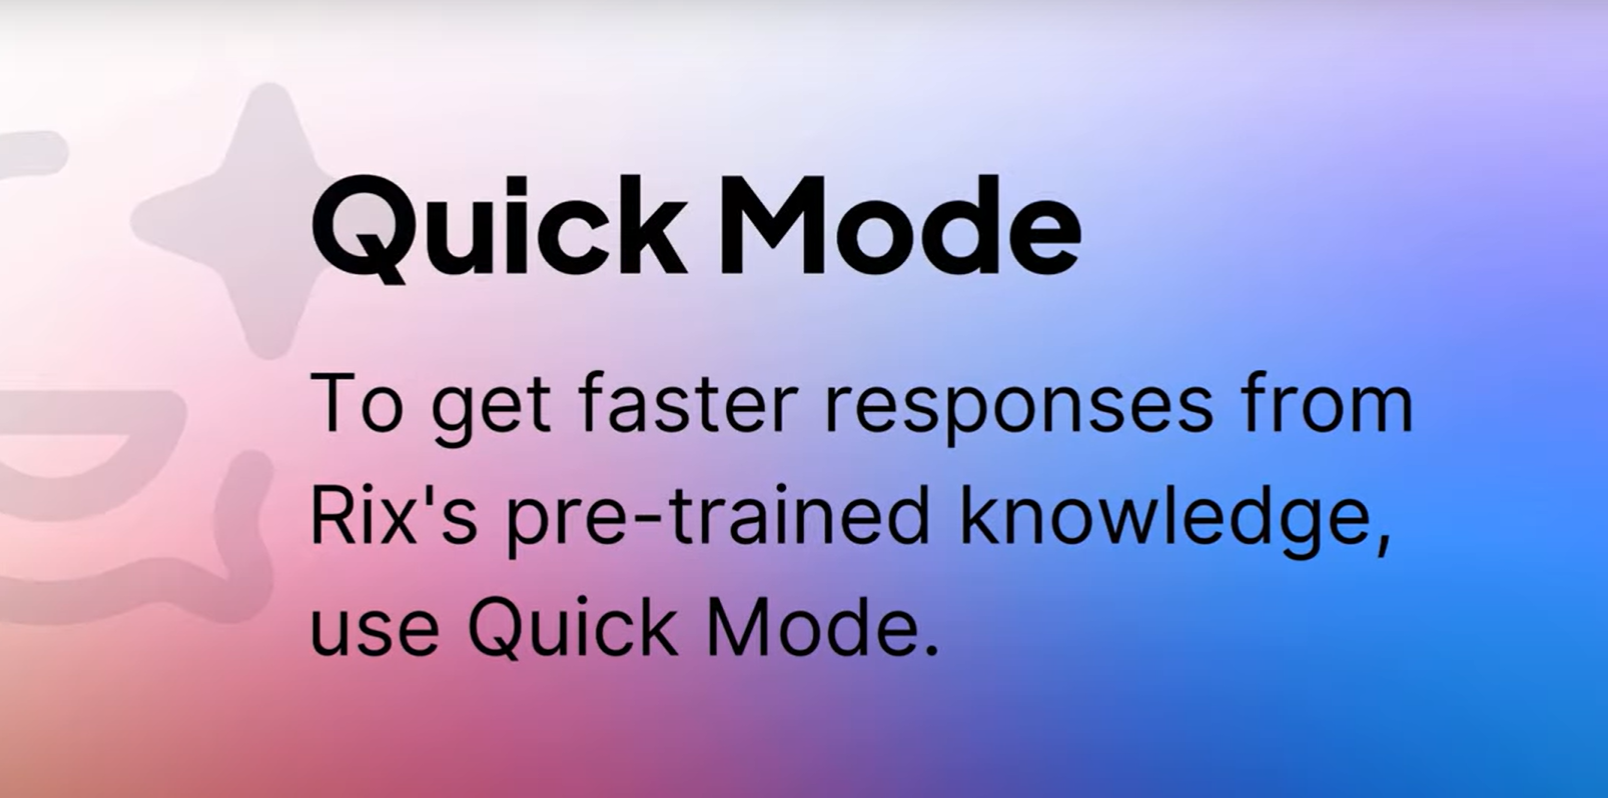 Quick Mode
To get faster responses from
Rix's pre-trained knowledge,
use Quick Mode.